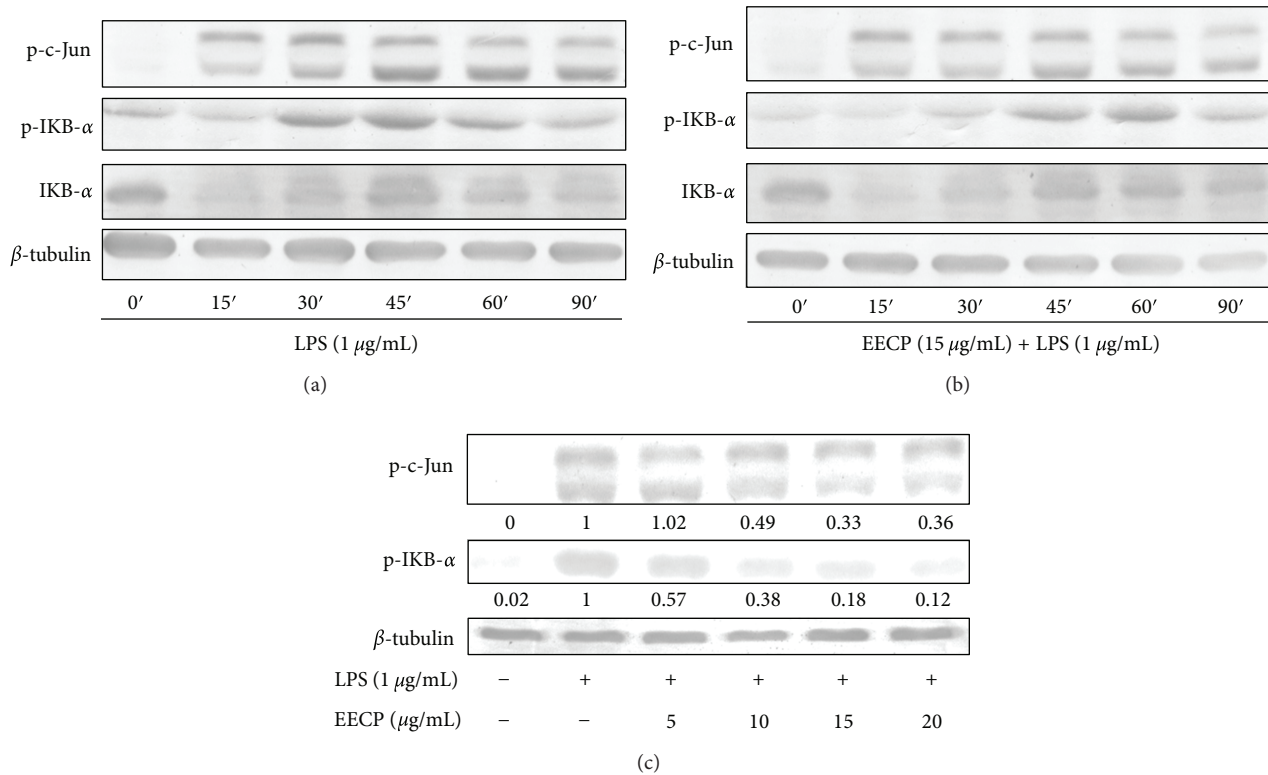 p-c-Jun
p-IKB-α
IKB-α
β-tubulin
0′ 15′ 30′ 45′ 60′ 90′
LPS (1 μg/mL)
(a)
p-c-Jun
p-IKB-α
IKB-α
β-tubulin
0′ 15′ 30′ 45′ 60′ 90′
EECP (15 μg/mL) + LPS (1 μg/mL)
(b)
p-c-Jun
0 1 1.02 0.49 0.33 0.36
p-IKB-α
0.02 1 0.57 0.38 0.18 0.12
β-tubulin
LPS (1 μg/mL) − + + + + +
EECP (μg/mL) − − 5 10 15 20
(c)